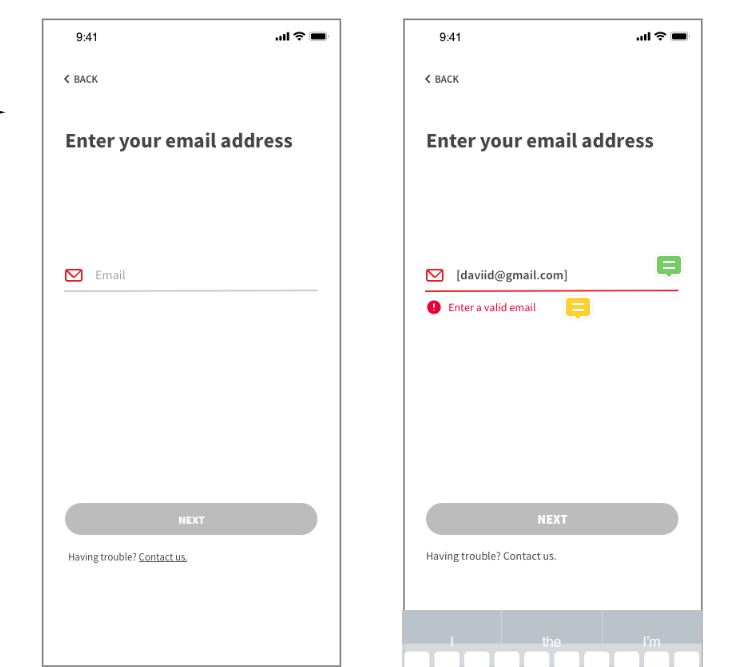 9:41
BACK
Enter your email address
Email
NEXT
Having trouble? Contact us.
9:41
BACK
Enter your email address
[daviid@gmail.com]
Enter a valid email
NEXT
Having trouble? Contact us.
I the I'm